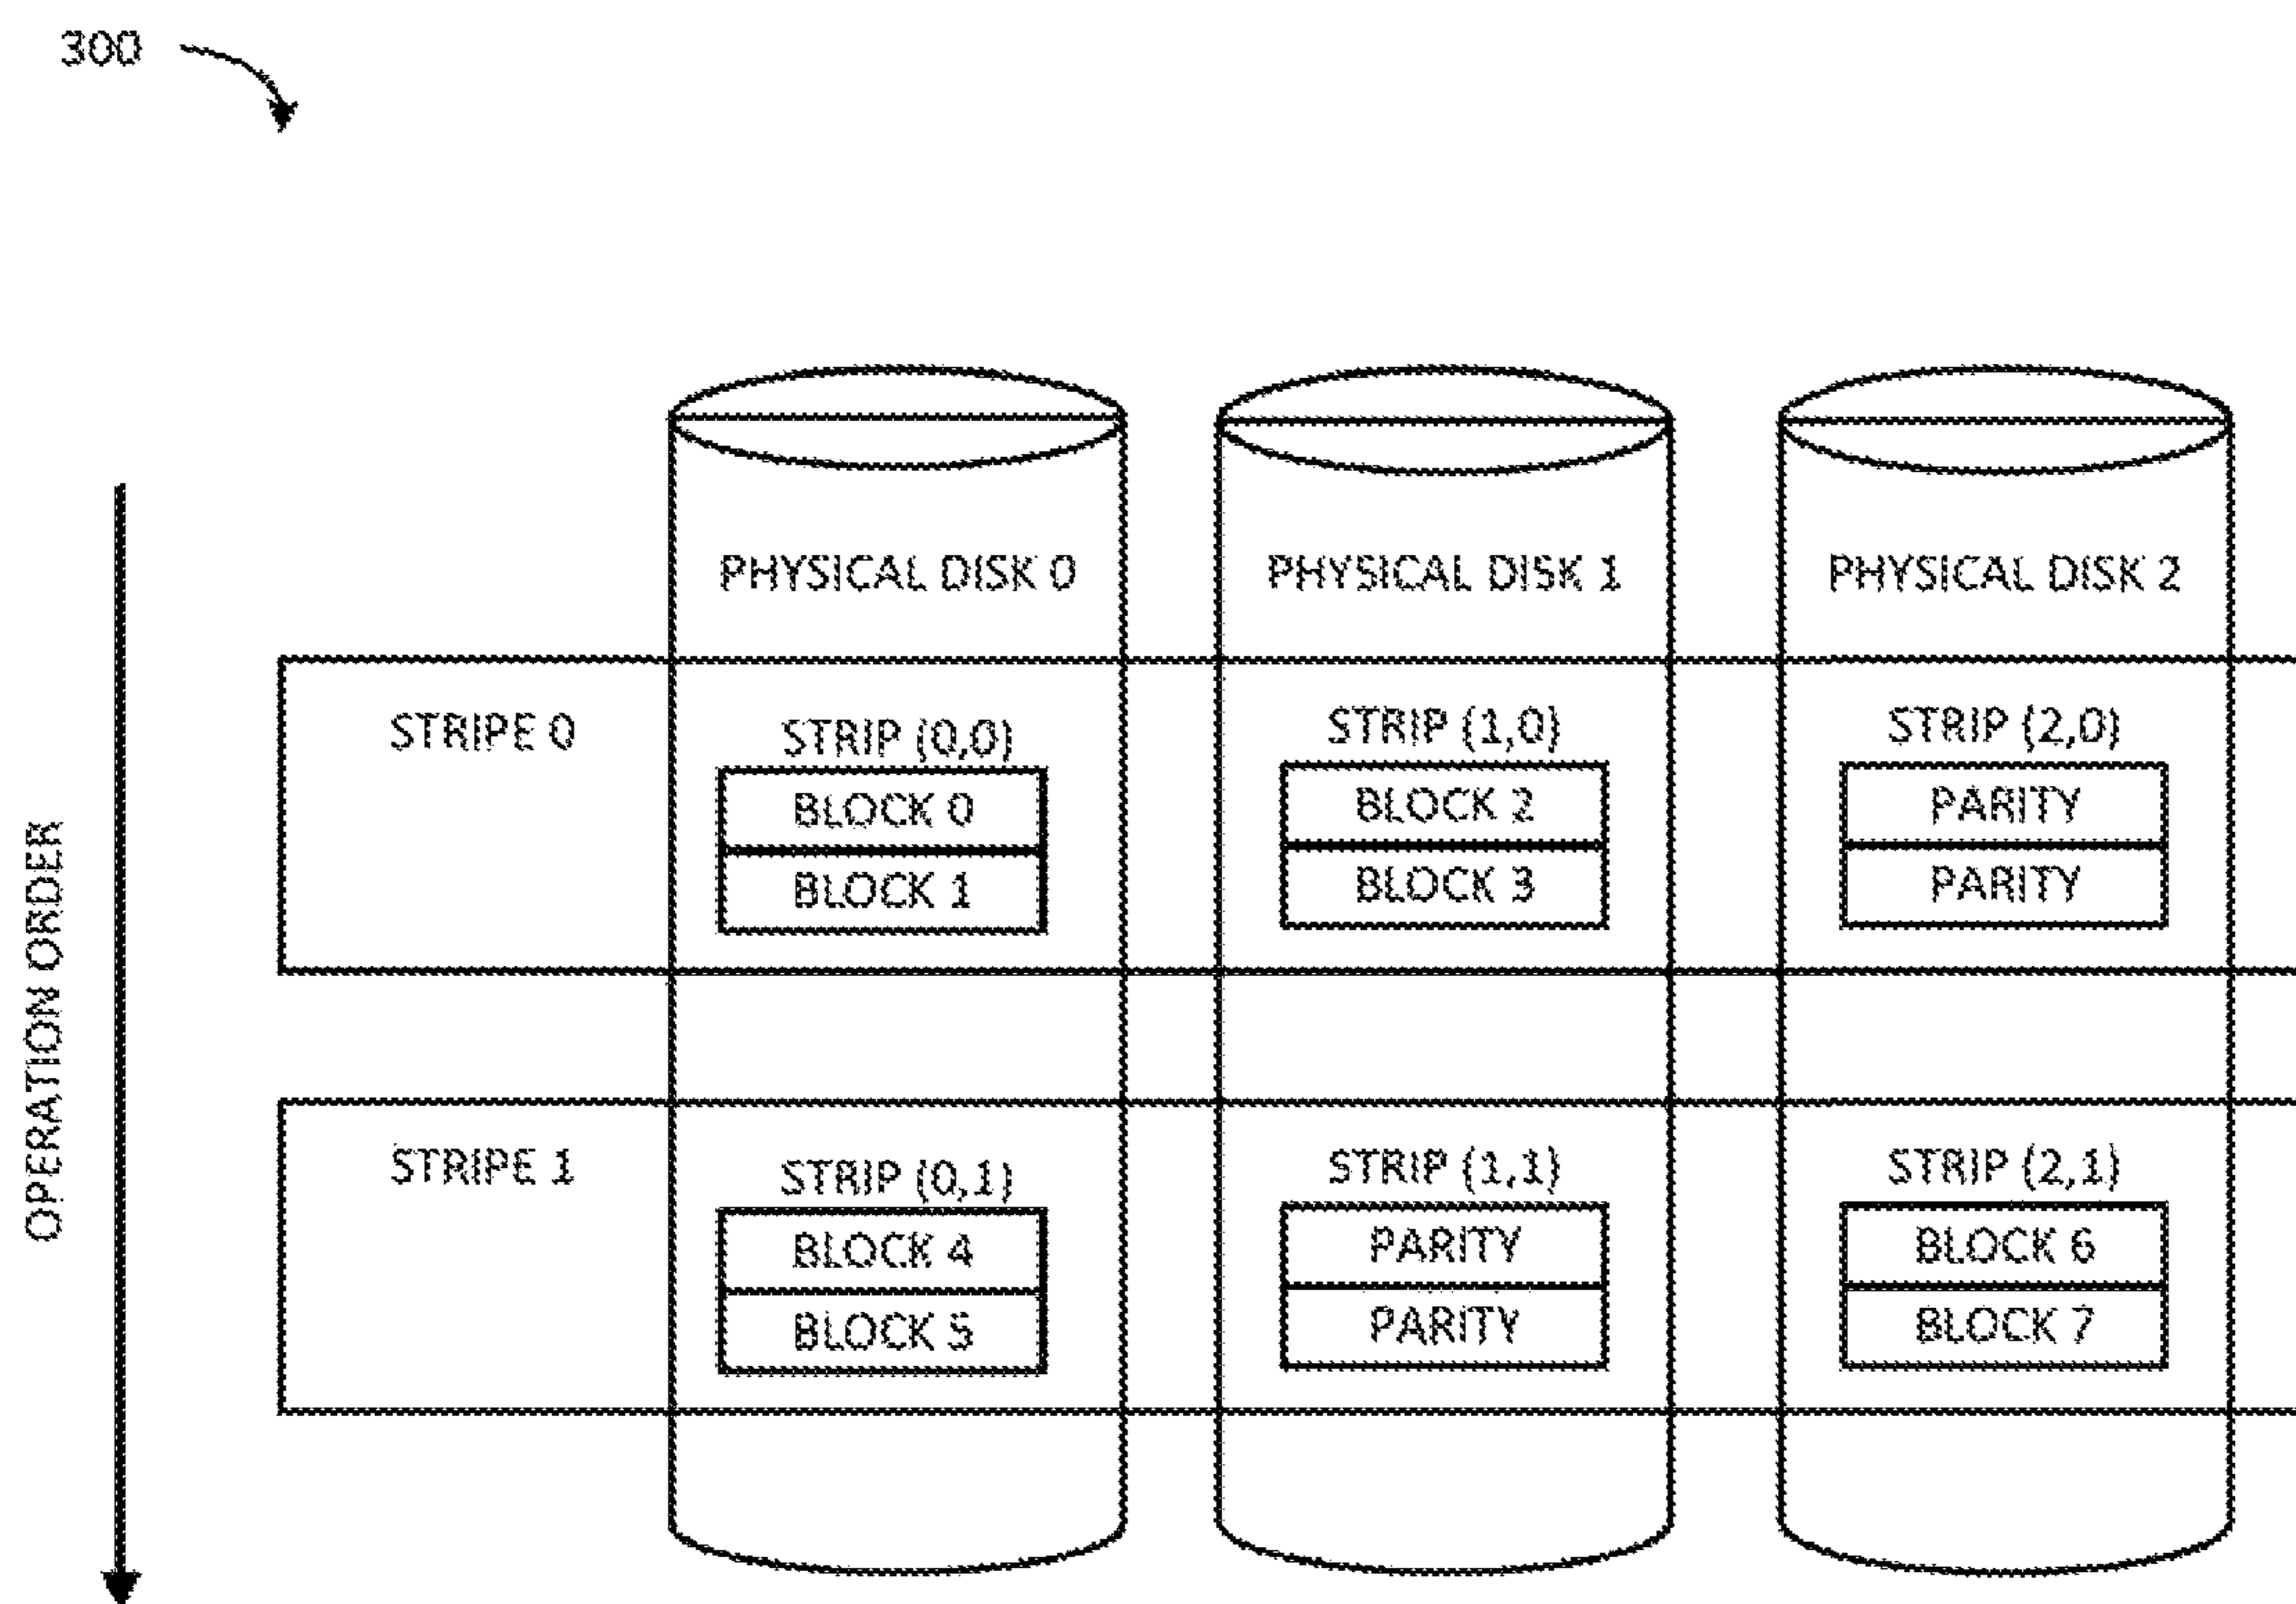 300
PHYSICAL DISK 0
PHYSICAL DISK 1
PHYSICAL DISK 2
OPERATION ORDER
STRIPE 0
STRIP (0,0)
BLOCK 0
BLOCK 1
STRIP (1,0)
BLOCK 2
BLOCK 3
STRIP (2,0)
PARITY
PARITY
STRIPE 1
STRIP (0,1)
BLOCK 4
BLOCK 5
STRIP (1,1)
PARITY
PARITY
STRIP (2,1)
BLOCK 6
BLOCK 7